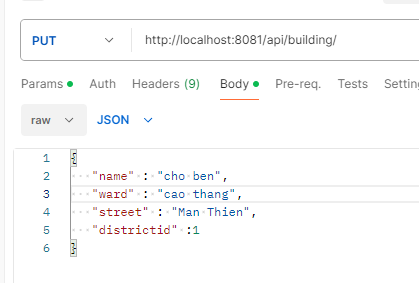 PUT http://localhost:8081/api/building/
Params Auth Headers (9) Body Pre-req. Tests
raw JSON
1 {
2 "name" : "cho ben",
3 "ward" : "cao thang",
4 "street" : "Man Thien",
5 "districtid" :1
6 }